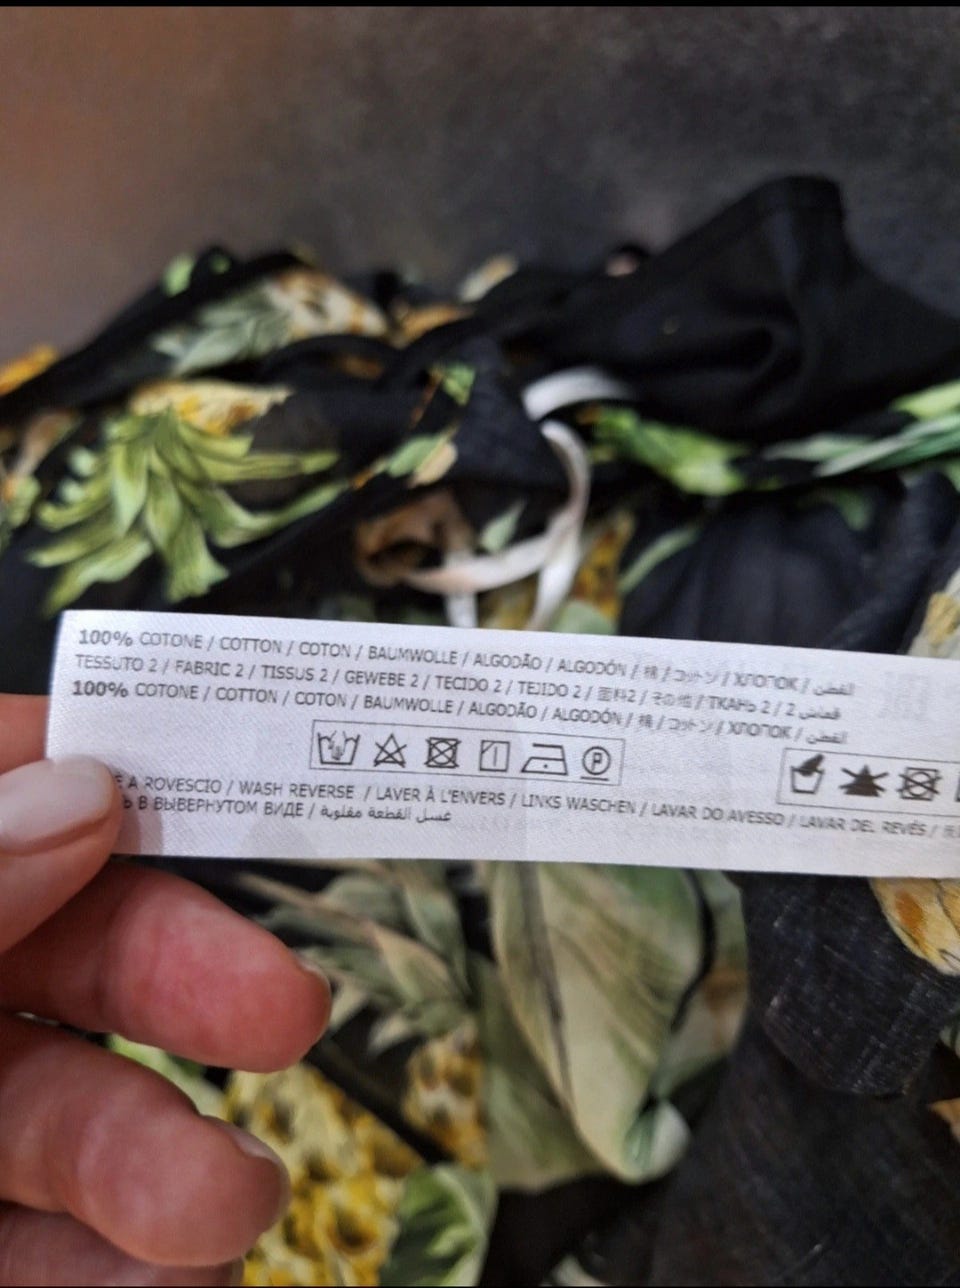 100% COTONE / COTTON / COTON / BAUMWOLLE / ALGODÃO / ALGODÓN / 棉 / コットン / ХЛОПОК / القطن
TESSUTO 2 / FABRIC 2 / TISSUS 2 / GEWEBE 2 / TECIDO 2 / TEJIDO 2 / 面料2 / その他 / ТКАНЬ 2 / 2 قماش
100% COTONE / COTTON / COTON / BAUMWOLLE / ALGODÃO / ALGODÓN / 棉 / コットン / ХЛОПОК / القطن
P
A ROVESCIO / WASH REVERSE / LAVER À L'ENVERS / LINKS WASCHEN / LAVAR DO AVESSO / LAVAR DEL REVÉS /
В ВЫВЕРНУТОМ ВИДЕ / غسل القطعة مقلوبة